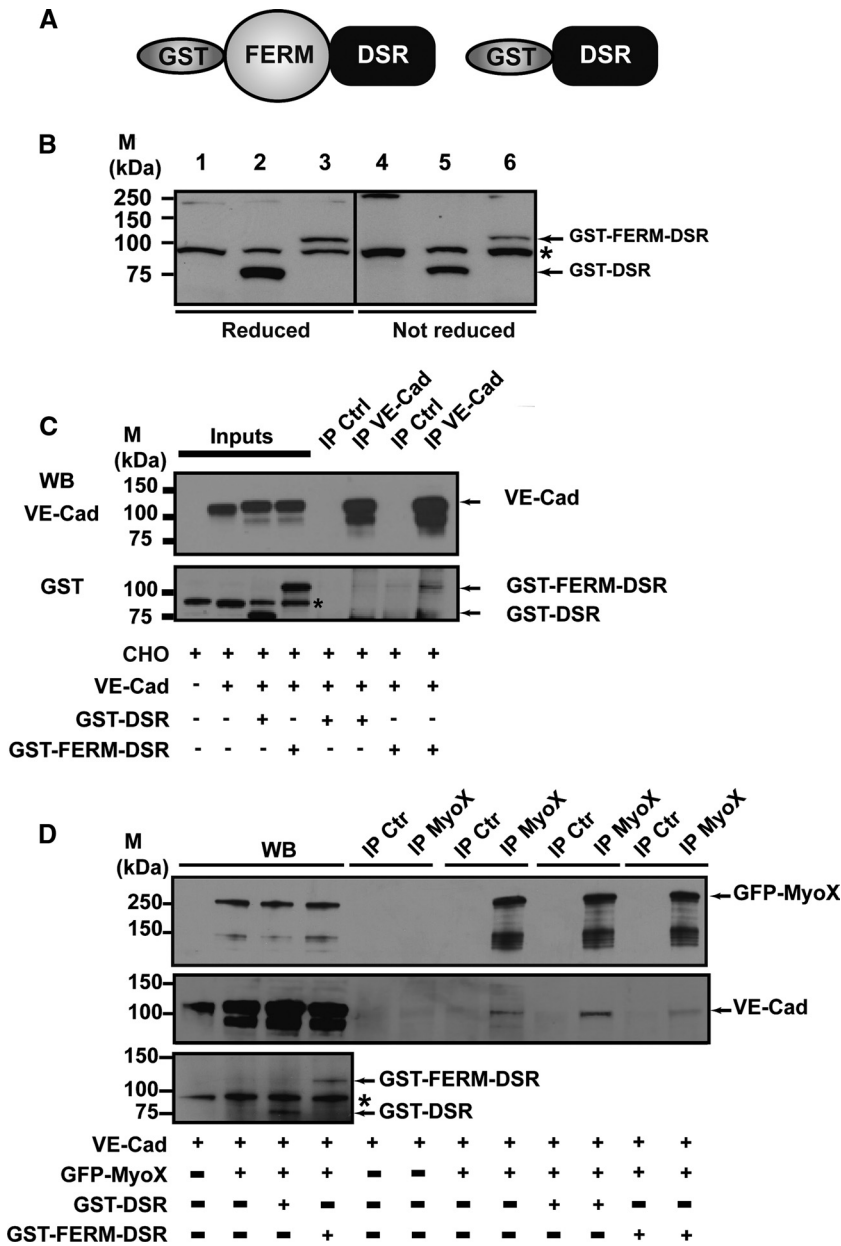 A
GST FERM DSR GST DSR
B
M
(kDa)
1 2 3 4 5 6
250
150
100
75
GST-FERM-DSR
*
GST-DSR
Reduced Not reduced
C
M
(kDa)
Inputs
IP Ctrl
IP VE-Cad
IP Ctrl
IP VE-Cad
WB
VE-Cad
150
100
75
VE-Cad
GST
100
75
*
GST-FERM-DSR
GST-DSR
CHO + + + + + + + +
VE-Cad - + + + + + + +
GST-DSR - - + - + + - -
GST-FERM-DSR - - - + - - + +
D
M
(kDa)
WB
IP Ctr
IP MyoX
IP Ctr
IP MyoX
IP Ctr
IP MyoX
IP Ctr
IP MyoX
250
150
GFP-MyoX
150
100
VE-Cad
150
100
75
GST-FERM-DSR
*
GST-DSR
VE-Cad + + + + + + + + + + + +
GFP-MyoX - + + + - - + + + + + +
GST-DSR - - + - - - - - + + - -
GST-FERM-DSR - - - + - - - - - - + +